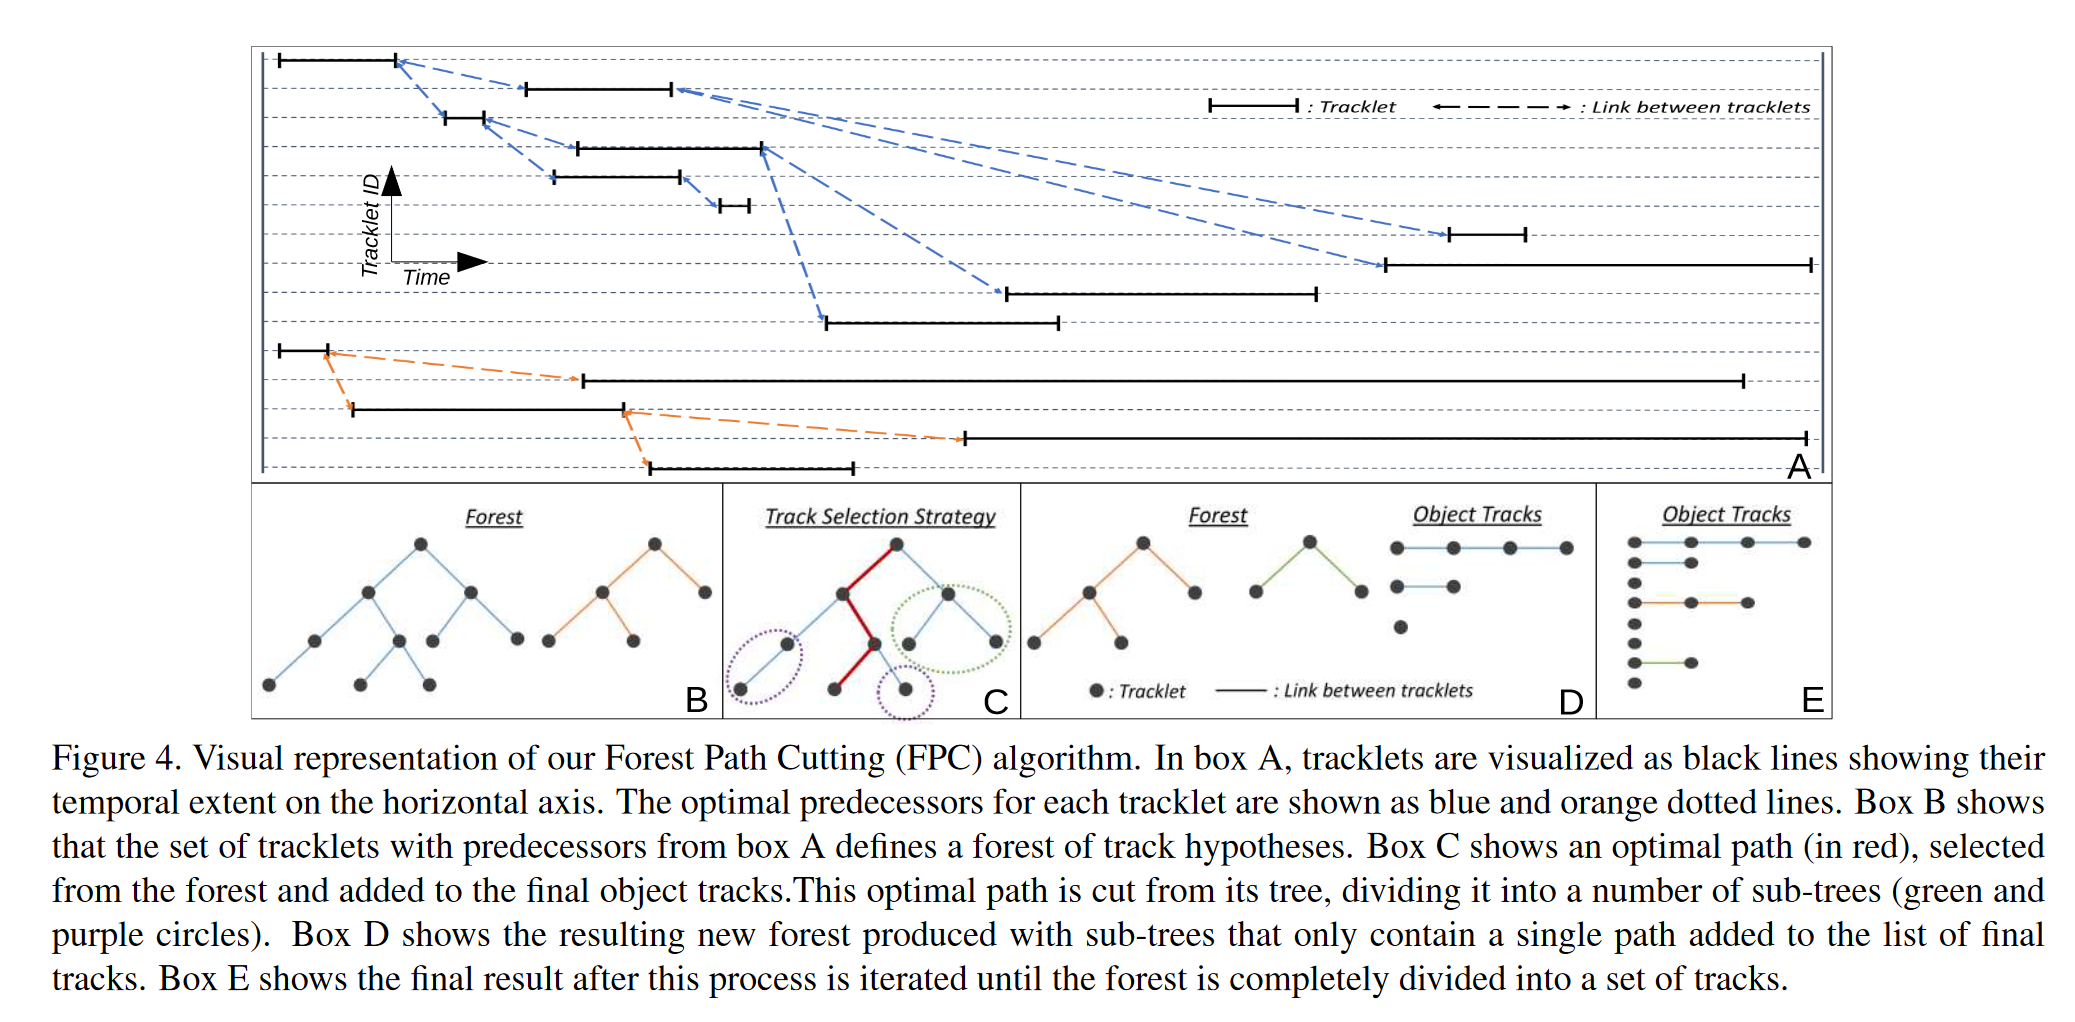 : Tracklet
: Link between tracklets
Tracklet ID
Time
A
Forest
B
Track Selection Strategy
C
Forest
Object Tracks
: Tracklet
: Link between tracklets
D
Object Tracks
E
Figure 4. Visual representation of our Forest Path Cutting (FPC) algorithm. In box A, tracklets are visualized as black lines showing their
temporal extent on the horizontal axis. The optimal predecessors for each tracklet are shown as blue and orange dotted lines. Box B shows
that the set of tracklets with predecessors from box A defines a forest of track hypotheses. Box C shows an optimal path (in red), selected
from the forest and added to the final object tracks.This optimal path is cut from its tree, dividing it into a number of sub-trees (green and
purple circles). Box D shows the resulting new forest produced with sub-trees that only contain a single path added to the list of final
tracks. Box E shows the final result after this process is iterated until the forest is completely divided into a set of tracks.